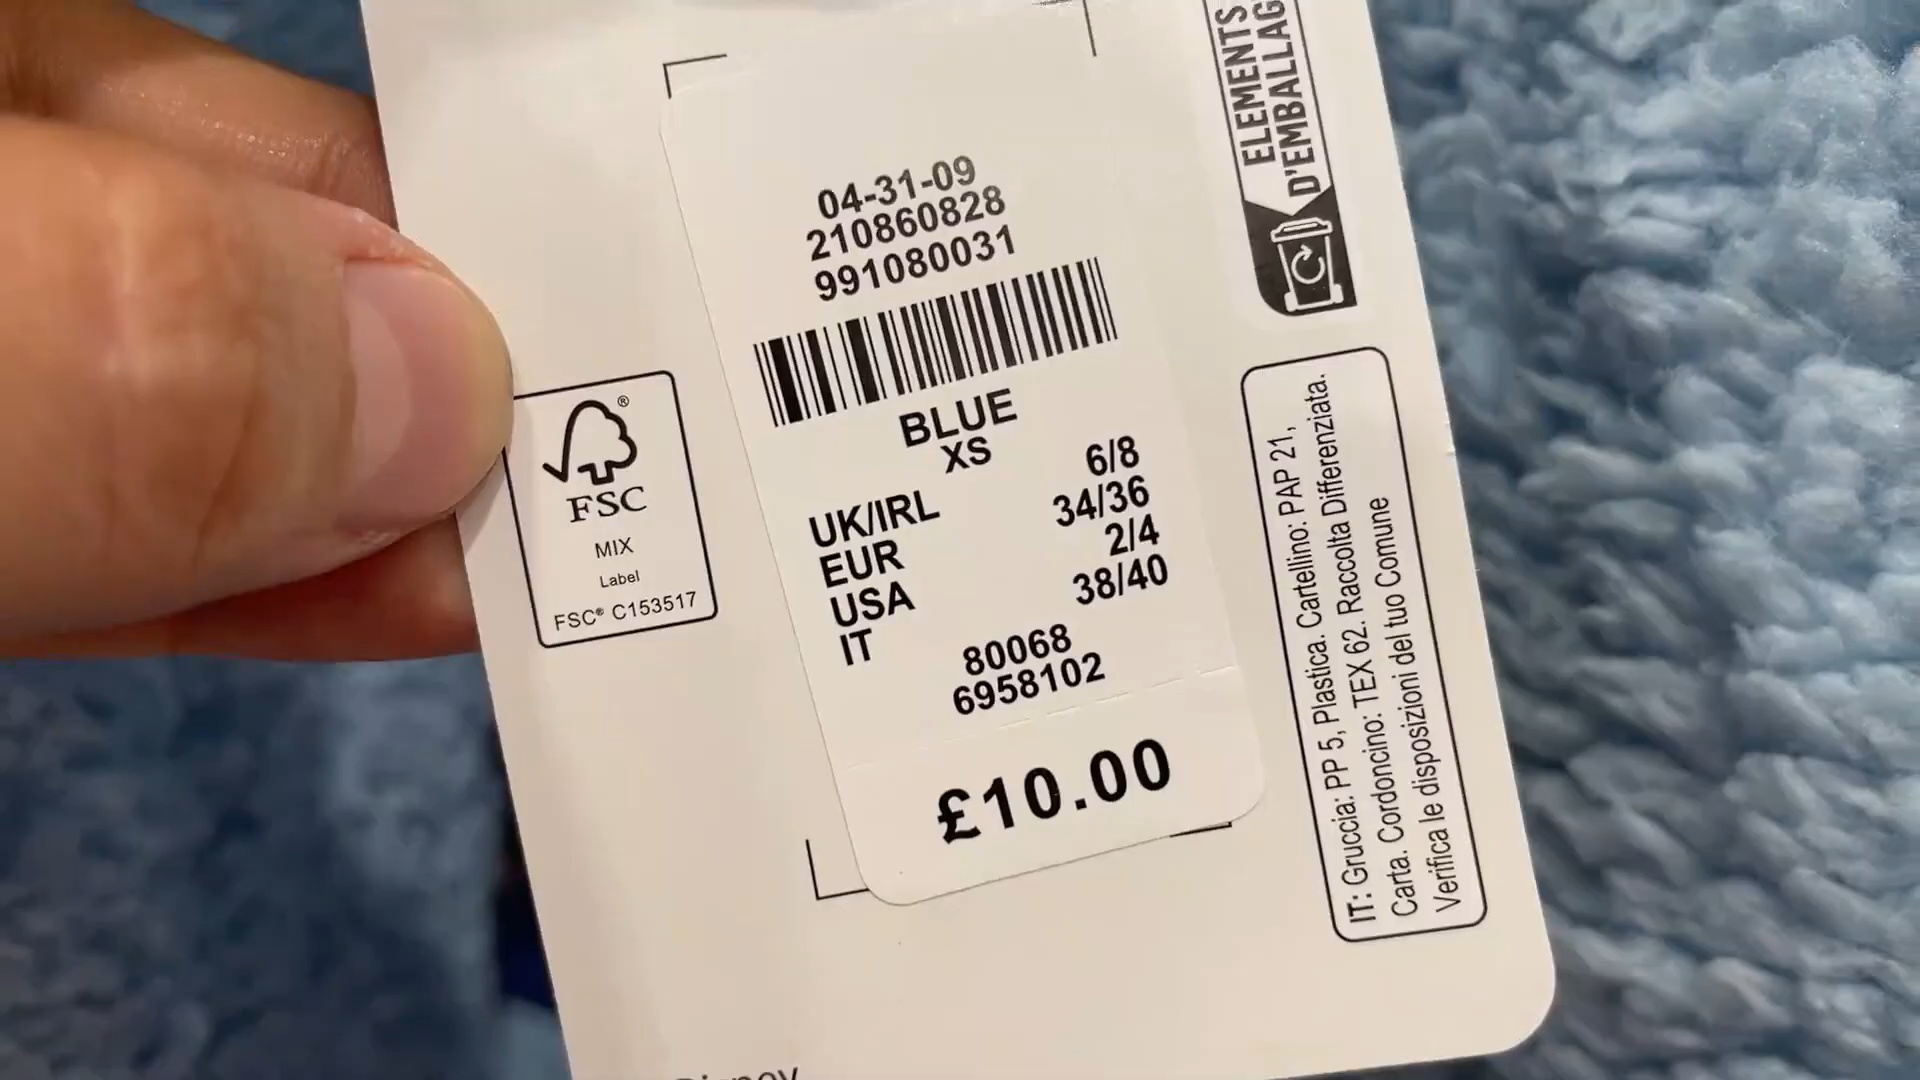 ELEMENTS
D'EMBALLAG
04-31-09
210860828
991080031
BLUE
XS
UK/IRL 6/8
EUR 34/36
USA 2/4
IT 38/40
80068
6958102
£10.00
FSC
MIX
Label
FSC® C153517
IT: Gruccia: PP 5, Plastica. Cartellino: PAP 21,
Carta. Cordoncino: TEX 62. Raccolta Differenziata.
Verifica le disposizioni del tuo Comune